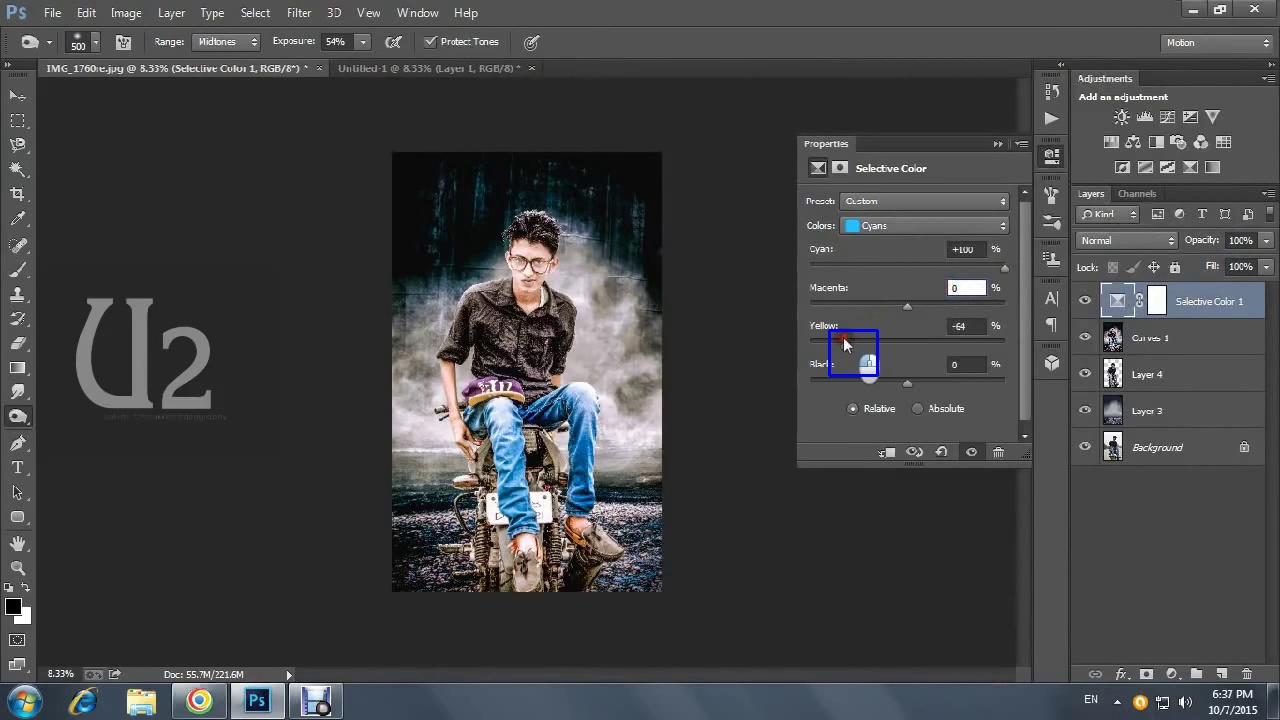 Ps File Edit Image Layer Type Select Filter 3D View Window Help
500 Range: Midtones Exposure: 54% Protect Tones Motion
IMG_1760re.jpg @ 8.33% (Selective Color 1, RGB/8*) * × Untitled-1 @ 8.33% (Layer 1, RGB/8) * ×
Adjustments
Add an adjustment
Properties
Selective Color
Preset: Custom
Colors: Cyans
Cyan: +100 %
Magenta: 0 %
Yellow: -64 %
Black: 0 %
Relative Absolute
Layers Channels
Kind
Normal Opacity: 100%
Lock: Fill: 100%
Selective Color 1
Curves 1
Layer 4
Layer 3
Background
U2
8.33% Doc: 55.7M/221.6M
Ps EN 6:37 PM
10/7/2015